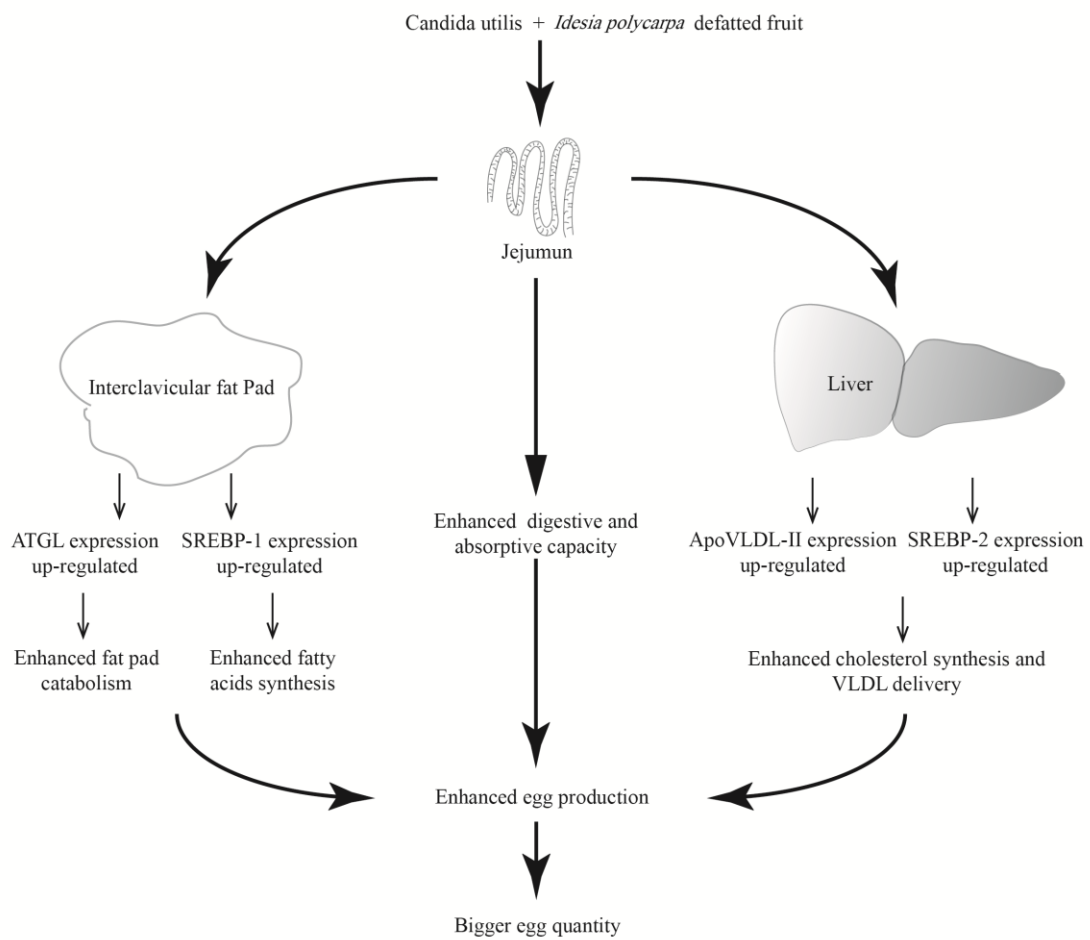 Candida utilis + Idesia polycarpa defatted fruit
Jejumun
Interclavicular fat Pad
Liver
ATGL expression
up-regulated
SREBP-1 expression
up-regulated
Enhanced digestive and
absorptive capacity
ApoVLDL-II expression
up-regulated
SREBP-2 expression
up-regulated
Enhanced fat pad
catabolism
Enhanced fatty
acids synthesis
Enhanced cholesterol synthesis and
VLDL delivery
Enhanced egg production
Bigger egg quantity